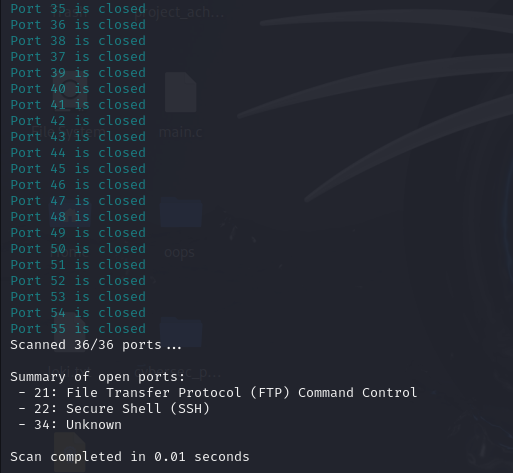 Port 35 is closed
Port 36 is closed
Port 38 is closed
Port 37 is closed
Port 39 is closed
Port 40 is closed
Port 41 is closed
Port 42 is closed
Port 43 is closed
Port 44 is closed
Port 45 is closed
Port 46 is closed
Port 47 is closed
Port 48 is closed
Port 49 is closed
Port 50 is closed
Port 51 is closed
Port 52 is closed
Port 53 is closed
Port 54 is closed
Port 55 is closed
Scanned 36/36 ports...
Summary of open ports:
- 21: File Transfer Protocol (FTP) Command Control
- 22: Secure Shell (SSH)
- 34: Unknown
Scan completed in 0.01 seconds
main.c
oops